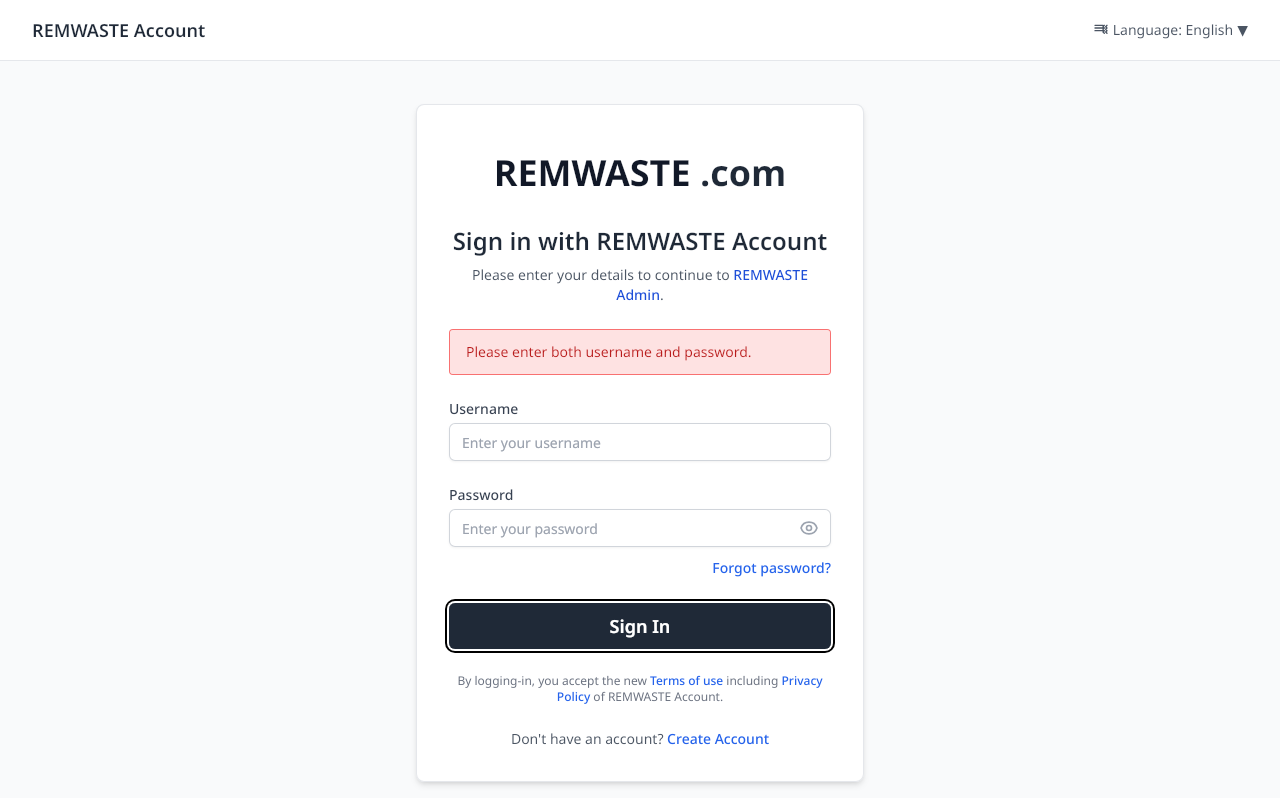 REMWASTE Account
Language: English ▼
REMWASTE .com
Sign in with REMWASTE Account
Please enter your details to continue to REMWASTE
Admin.
Please enter both username and password.
Username
Enter your username
Password
Enter your password
Forgot password?
Sign In
By logging-in, you accept the new Terms of use including Privacy
Policy of REMWASTE Account.
Don't have an account? Create Account